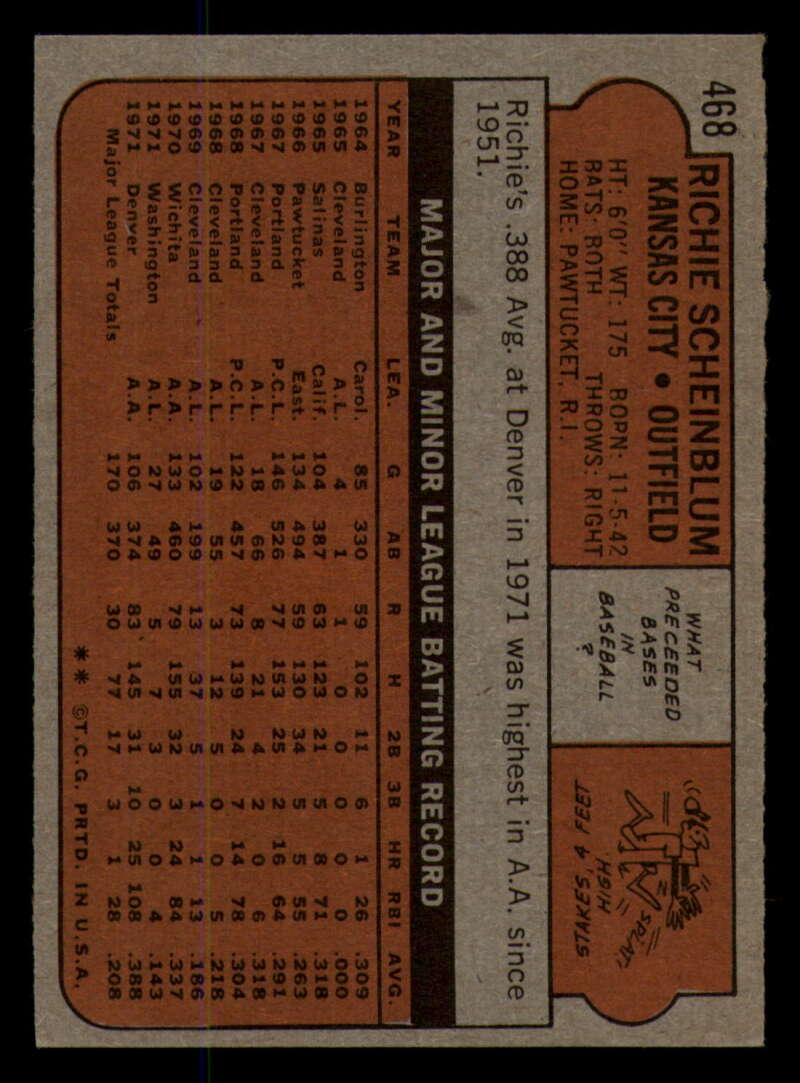 468
RICHIE SCHEINBLUM
KANSAS CITY • OUTFIELD
HT: 6'0" WT: 175 BORN: 11-5-42
BATS: BOTH THROWS: RIGHT
HOME: PAWTUCKET, R.I.
WHAT
PRECEEDED
BASES
IN
BASEBALL
?
SPLAT.
STAKES, 4 FEET
HIGH
Richie's .388 Avg. at Denver in 1971 was highest in A.A. since
1951.
MAJOR AND MINOR LEAGUE BATTING RECORD
YEAR TEAM LEA. G AB R H 2B 3B HR RBI AVG.
1964 Burlington Carol. 85 330 59 102 11 6 1 26 .309
1965 Cleveland A.L. 4 1 1 0 0 0 0 0 .000
1965 Salinas Calif. 104 387 63 123 21 5 8 71 .318
1966 Pawtucket East. 134 494 59 130 34 5 5 55 .263
1967 Portland P.C.L. 146 526 77 153 25 2 16 64 .291
1967 Cleveland A.L. 18 66 8 21 4 2 0 6 .318
1968 Portland P.C.L. 122 457 73 139 24 7 14 78 .304
1968 Cleveland A.L. 19 55 3 12 5 0 0 5 .218
1969 Cleveland A.L. 102 199 13 37 5 1 1 13 .186
1970 Wichita A.A. 133 460 79 155 32 3 24 84 .337
1971 Washington A.L. 27 49 5 7 3 0 0 4 .143
1971 Denver A.A. 106 374 83 145 31 10 25 108 .388
Major League Totals 170 370 30 77 17 3 1 28 .208
** ©T.C.G. PRTD. IN U.S.A.